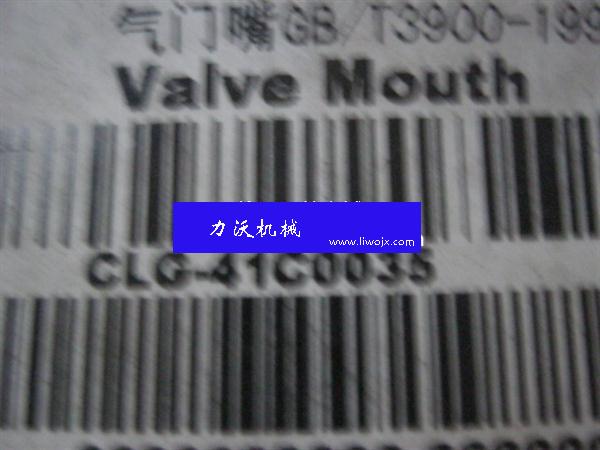 气门嘴GB/T3900-199
Valve Mouth
力沃机械
www.liwojx.com
CLG-41C0035